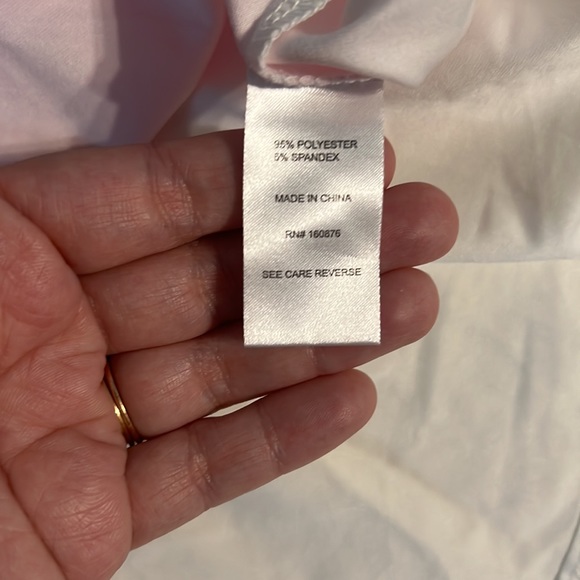 95% POLYESTER
5% SPANDEX
MADE IN CHINA
RN# 160876
SEE CARE REVERSE